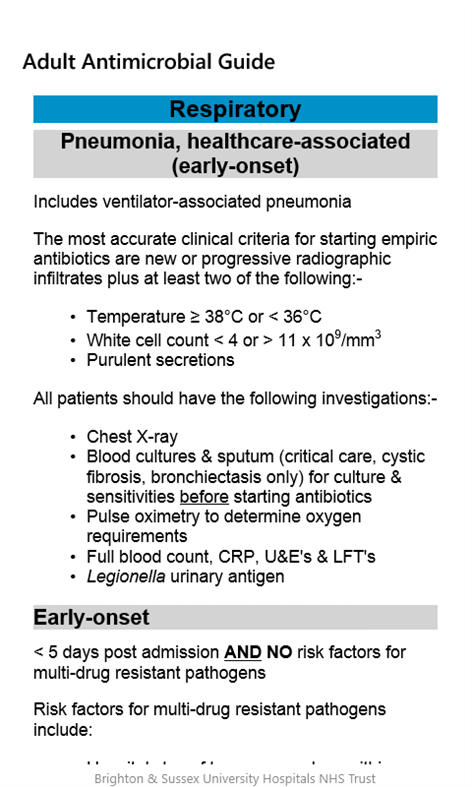 Adult Antimicrobial Guide
Respiratory
Pneumonia, healthcare-associated
(early-onset)
Includes ventilator-associated pneumonia
The most accurate clinical criteria for starting empiric
antibiotics are new or progressive radiographic
infiltrates plus at least two of the following:-
• Temperature ≥ 38°C or < 36°C
• White cell count < 4 or > 11 x 10⁹/mm³
• Purulent secretions
All patients should have the following investigations:-
• Chest X-ray
• Blood cultures & sputum (critical care, cystic
fibrosis, bronchiectasis only) for culture &
sensitivities before starting antibiotics
• Pulse oximetry to determine oxygen
requirements
• Full blood count, CRP, U&E's & LFT's
• Legionella urinary antigen
Early-onset
< 5 days post admission AND NO risk factors for
multi-drug resistant pathogens
Risk factors for multi-drug resistant pathogens
include:
Brighton & Sussex University Hospitals NHS Trust